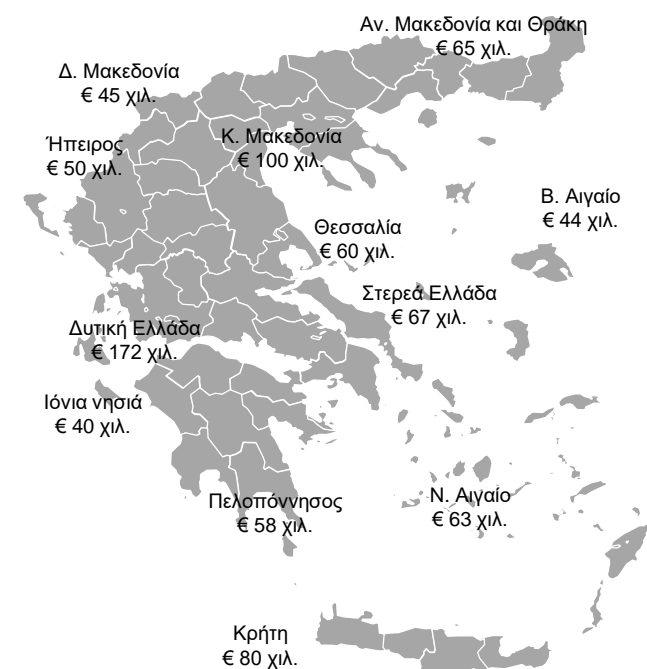 Αν. Μακεδονία και Θράκη
€ 65 χιλ.
Δ. Μακεδονία
€ 45 χιλ.
Κ. Μακεδονία
€ 100 χιλ.
Ήπειρος
€ 50 χιλ.
Β. Αιγαίο
€ 44 χιλ.
Θεσσαλία
€ 60 χιλ.
Στερεά Ελλάδα
€ 67 χιλ.
Δυτική Ελλάδα
€ 172 χιλ.
Ιόνια νησιά
€ 40 χιλ.
Πελοπόννησος
€ 58 χιλ.
Ν. Αιγαίο
€ 63 χιλ.
Κρήτη
€ 80 χιλ.